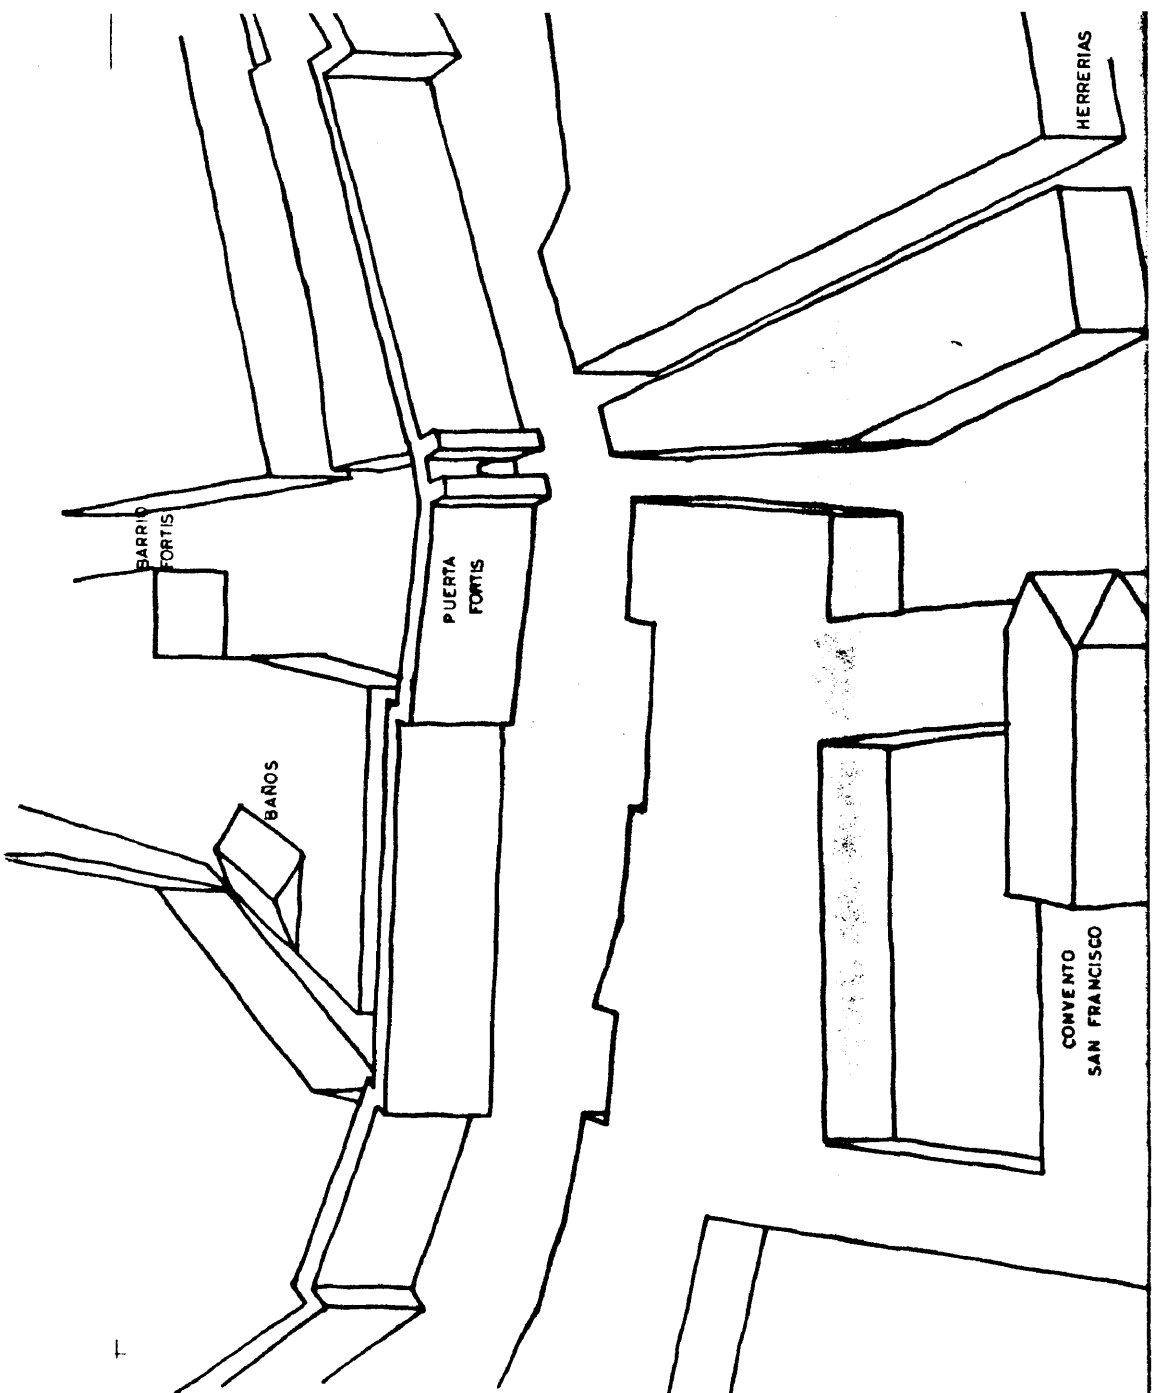 HERRERIAS
BARRIO
FORTIS
PUERTA
FORTIS
BAÑOS
CONVENTO
SAN FRANCISCO